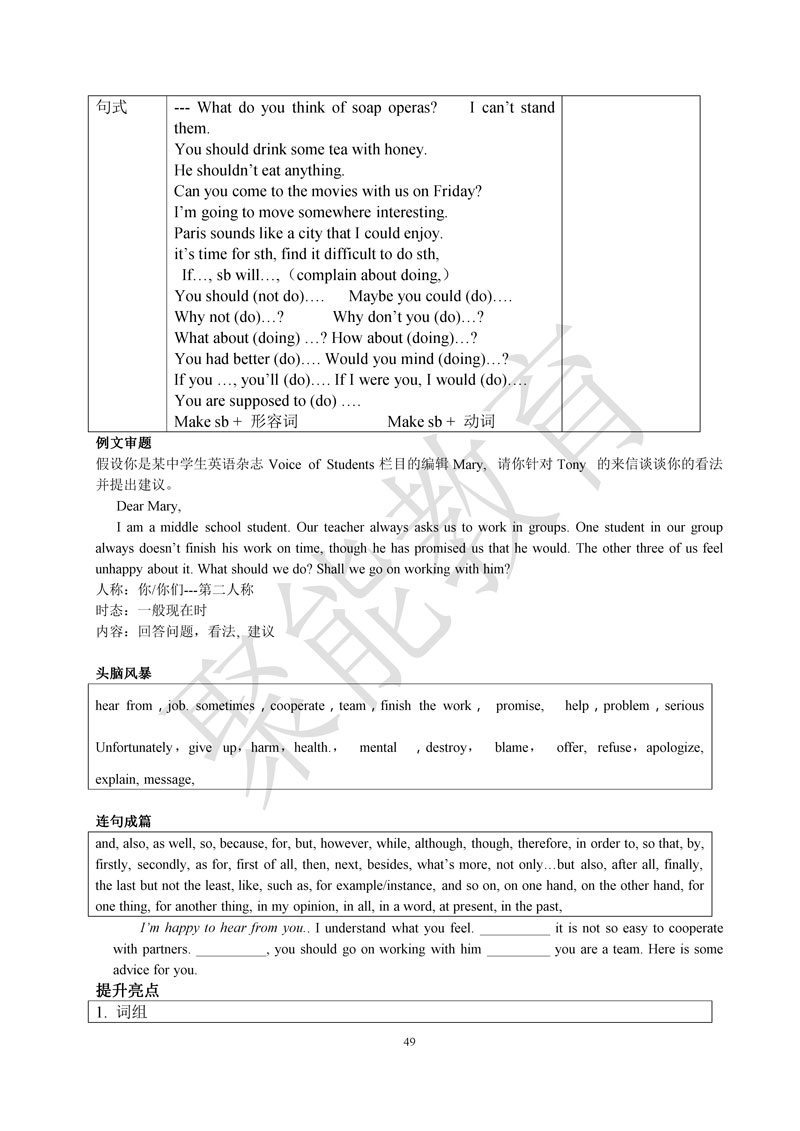 句式
--- What do you think of soap operas? I can’t stand
them.
You should drink some tea with honey.
He shouldn’t eat anything.
Can you come to the movies with us on Friday?
I’m going to move somewhere interesting.
Paris sounds like a city that I could enjoy.
it’s time for sth, find it difficult to do sth,
If…, sb will…,（complain about doing,）
You should (not do)…. Maybe you could (do)….
Why not (do)…? Why don’t you (do)…?
What about (doing) …? How about (doing)…?
You had better (do)…. Would you mind (doing)…?
If you …, you’ll (do)…. If I were you, I would (do)….
You are supposed to (do) ….
Make sb + 形容词 Make sb + 动词
例文审题
假设你是某中学生英语杂志 Voice of Students 栏目的编辑 Mary, 请你针对 Tony 的来信谈谈你的看法
并提出建议。
Dear Mary,
I am a middle school student. Our teacher always asks us to work in groups. One student in our group
always doesn’t finish his work on time, though he has promised us that he would. The other three of us feel
unhappy about it. What should we do? Shall we go on working with him?
人称：你/你们---第二人称
时态：一般现在时
内容：回答问题，看法, 建议
头脑风暴
hear from，job. sometimes，cooperate，team，finish the work， promise, help，problem，serious
Unfortunately，give up，harm，health.， mental ，destroy， blame， offer, refuse，apologize,
explain, message,
连句成篇
and, also, as well, so, because, for, but, however, while, although, though, therefore, in order to, so that, by,
firstly, secondly, as for, first of all, then, next, besides, what’s more, not only…but also, after all, finally,
the last but not the least, like, such as, for example/instance, and so on, on one hand, on the other hand, for
one thing, for another thing, in my opinion, in all, in a word, at present, in the past,
I’m happy to hear from you.. I understand what you feel. __________ it is not so easy to cooperate
with partners. __________, you should go on working with him _________ you are a team. Here is some
advice for you.
提升亮点
1. 词组
49
聚能教育